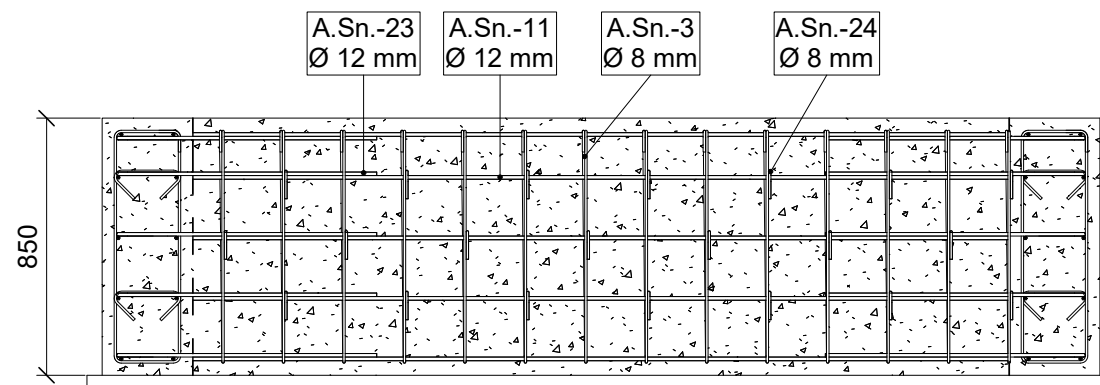 A.Sn.-23
Ø 12 mm
A.Sn.-11
Ø 12 mm
A.Sn.-3
Ø 8 mm
A.Sn.-24
Ø 8 mm
850